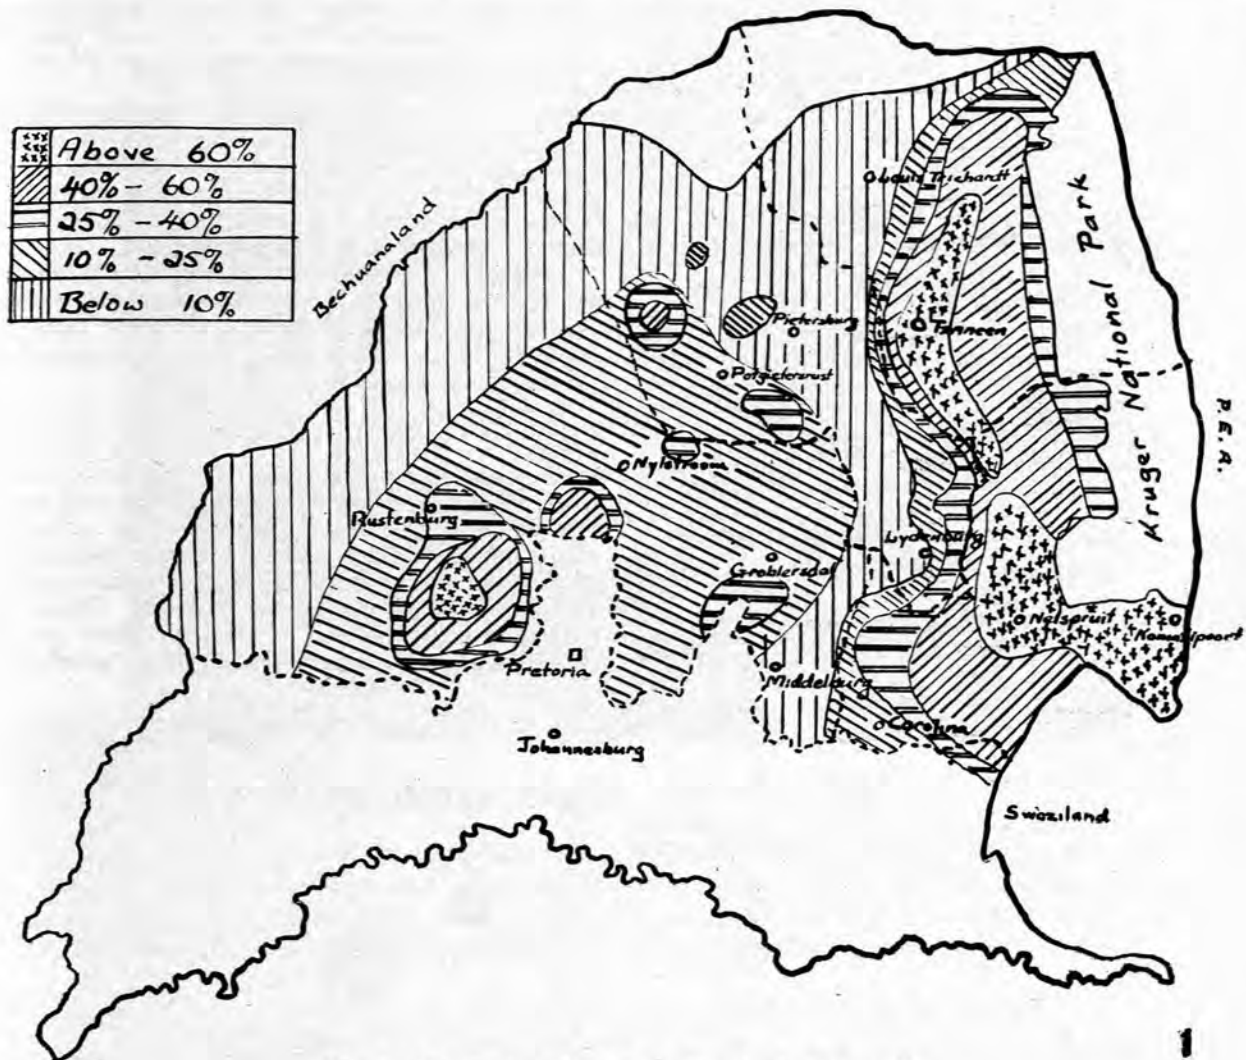 Above 60%
40% - 60%
25% - 40%
10% - 25%
Below 10%
Bechuanaland
Louis Trichardt
Kruger National Park
P.E.A.
Pietersburg
Tzaneen
Potgietersrust
Nylstroom
Rustenburg
Groblersdal
Lydenburg
Nelspruit
Komatipoort
Pretoria
Middelburg
Carolina
Johannesburg
Swaziland
1